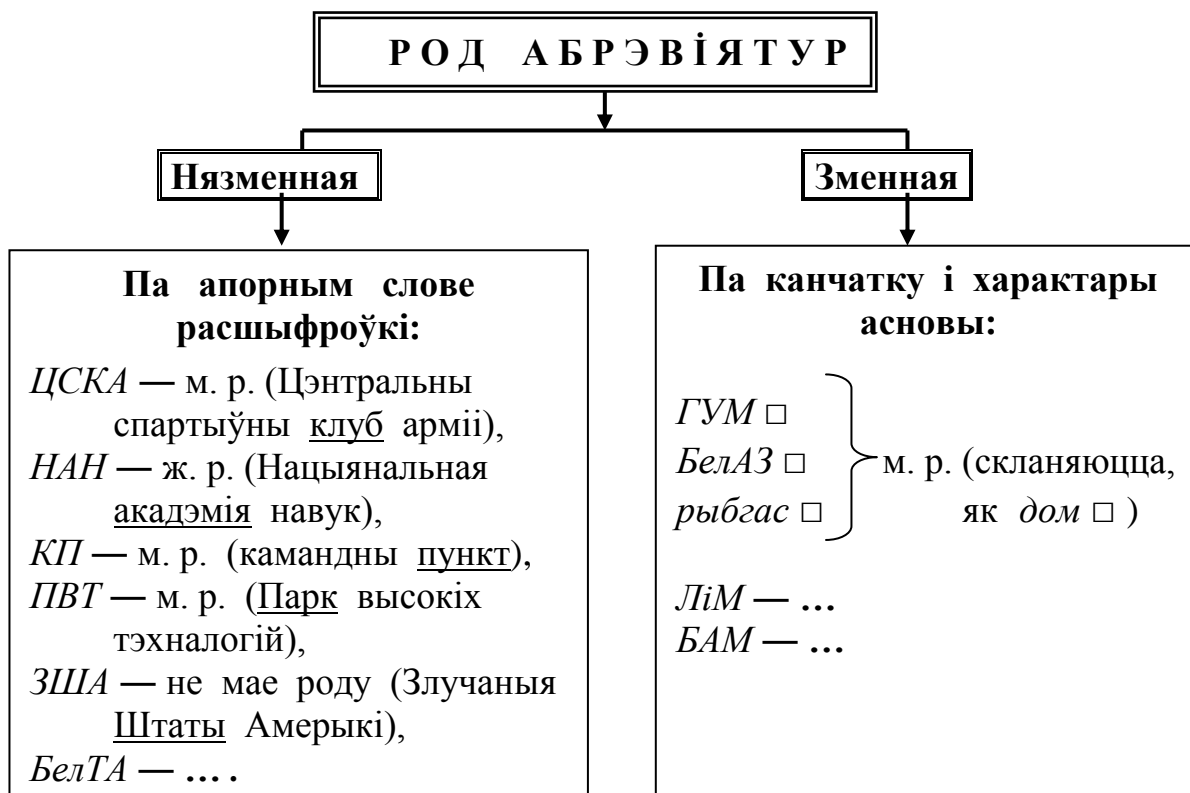 Р О Д А Б Р Э В І Я Т У Р
Нязменная
Зменная
Па апорным слове
расшыфроўкі:
ЦСКА — м. р. (Цэнтральны
спартыўны клуб арміі),
НАН — ж. р. (Нацыянальная
акадэмія навук),
КП — м. р. (камандны пункт),
ПВТ — м. р. (Парк высокіх
тэхналогій),
ЗША — не мае роду (Злучаныя
Штаты Амерыкі),
БелТА — ... .
Па канчатку і характары
асновы:
ГУМ □
БелАЗ □
рыбгас □
м. р. (скланяюцца,
як дом □ )
ЛіМ — ...
БАМ — ...